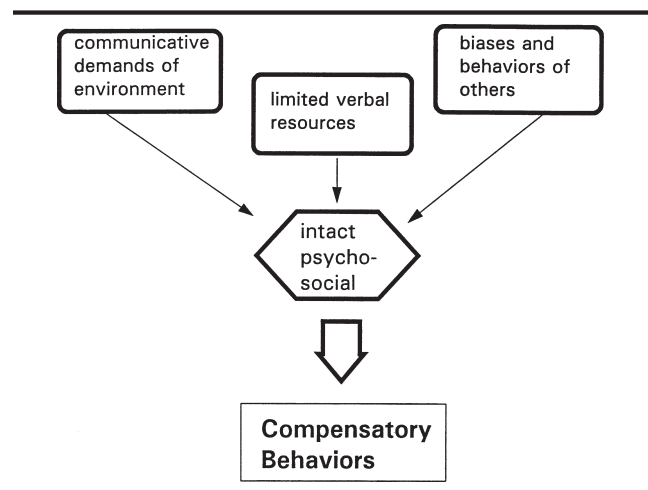 communicative
demands of
environment
limited verbal
resources
biases and
behaviors of
others
intact
psycho-
social
Compensatory
Behaviors